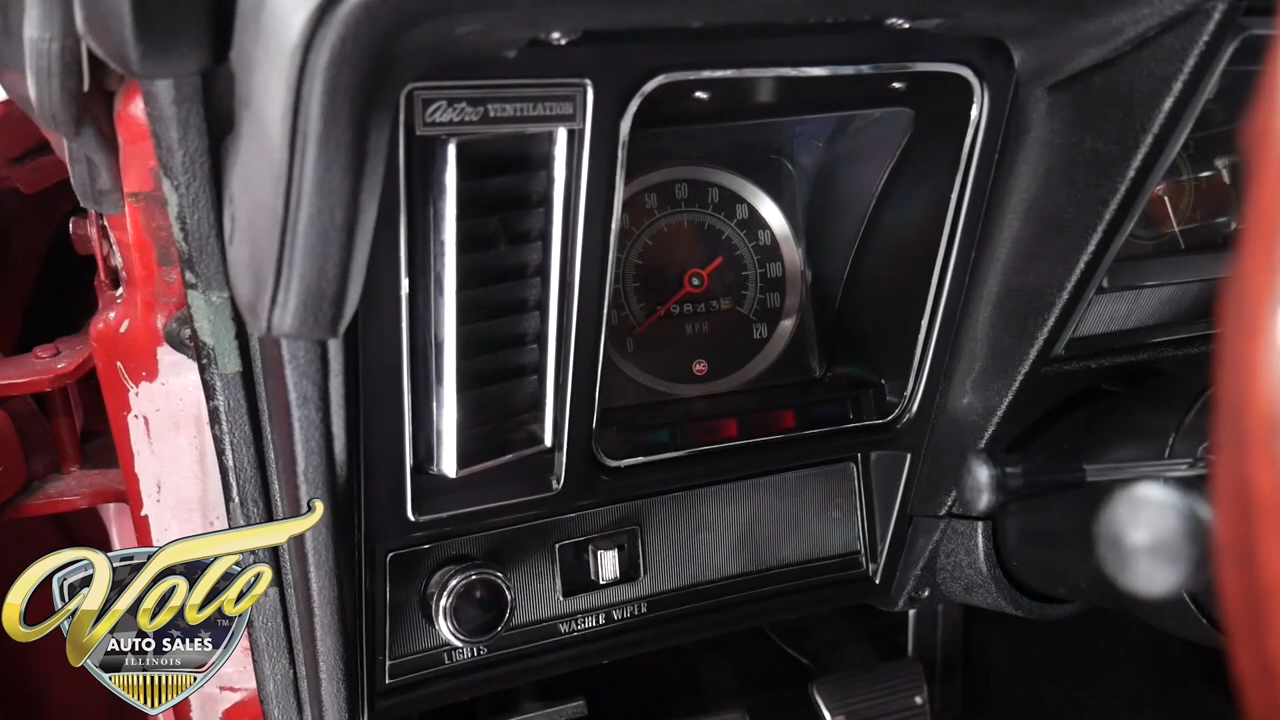 Astro VENTILATION
50 60 70 80 90 100 110 120
0
MPH
AC
LIGHTS
WASHER WIPER
Volo
TM
AUTO SALES
ILLINOIS